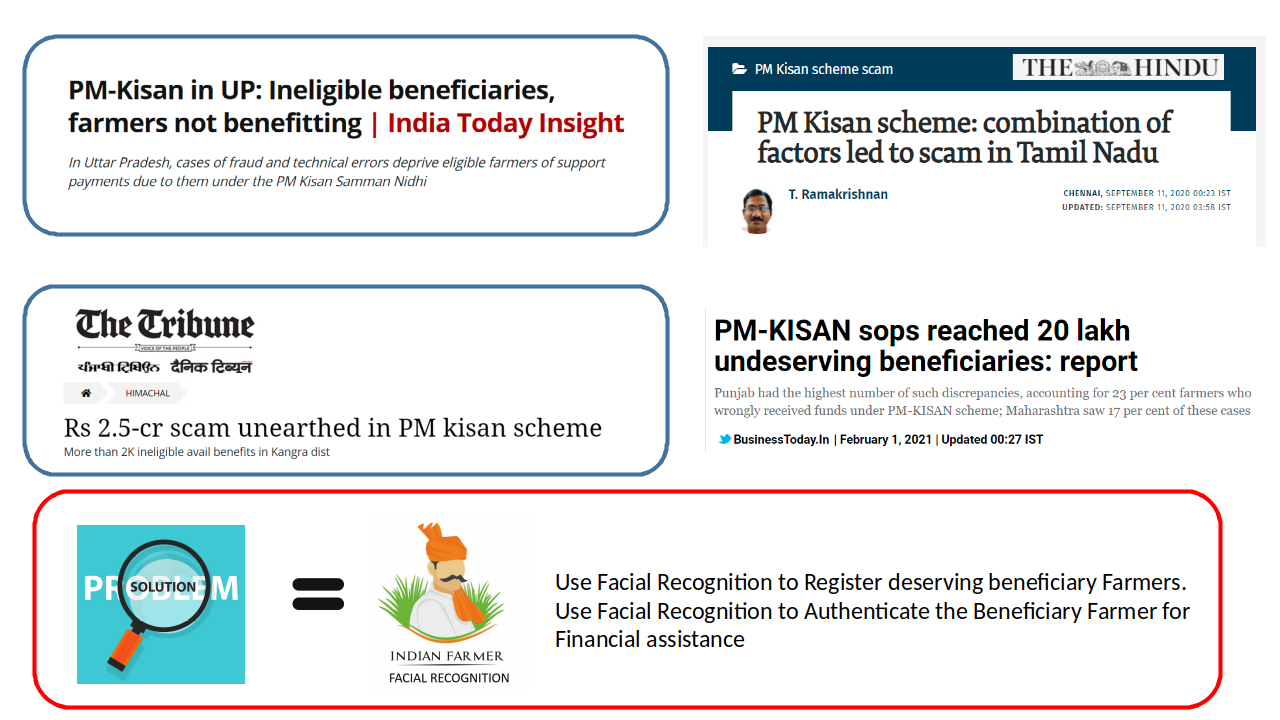 PM-Kisan in UP: Ineligible beneficiaries,
farmers not benefitting | India Today Insight
In Uttar Pradesh, cases of fraud and technical errors deprive eligible farmers of support
payments due to them under the PM Kisan Samman Nidhi
PM Kisan scheme scam
THE HINDU
PM Kisan scheme: combination of
factors led to scam in Tamil Nadu
T. Ramakrishnan
CHENNAI, SEPTEMBER 11, 2020 00:23 IST
UPDATED: SEPTEMBER 11, 2020 03:58 IST
The Tribune
VOICE OF THE PEOPLE
ਪੰਜਾਬੀ ਟ੍ਰਿਬਿਊਨ दैनिक ट्रिब्यून
HIMACHAL
Rs 2.5-cr scam unearthed in PM kisan scheme
More than 2K ineligible avail benefits in Kangra dist
PM-KISAN sops reached 20 lakh
undeserving beneficiaries: report
Punjab had the highest number of such discrepancies, accounting for 23 per cent farmers who
wrongly received funds under PM-KISAN scheme; Maharashtra saw 17 per cent of these cases
BusinessToday.In | February 1, 2021 | Updated 00:27 IST
PROBLEM
SOLUTION
INDIAN FARMER
FACIAL RECOGNITION
Use Facial Recognition to Register deserving beneficiary Farmers.
Use Facial Recognition to Authenticate the Beneficiary Farmer for
Financial assistance